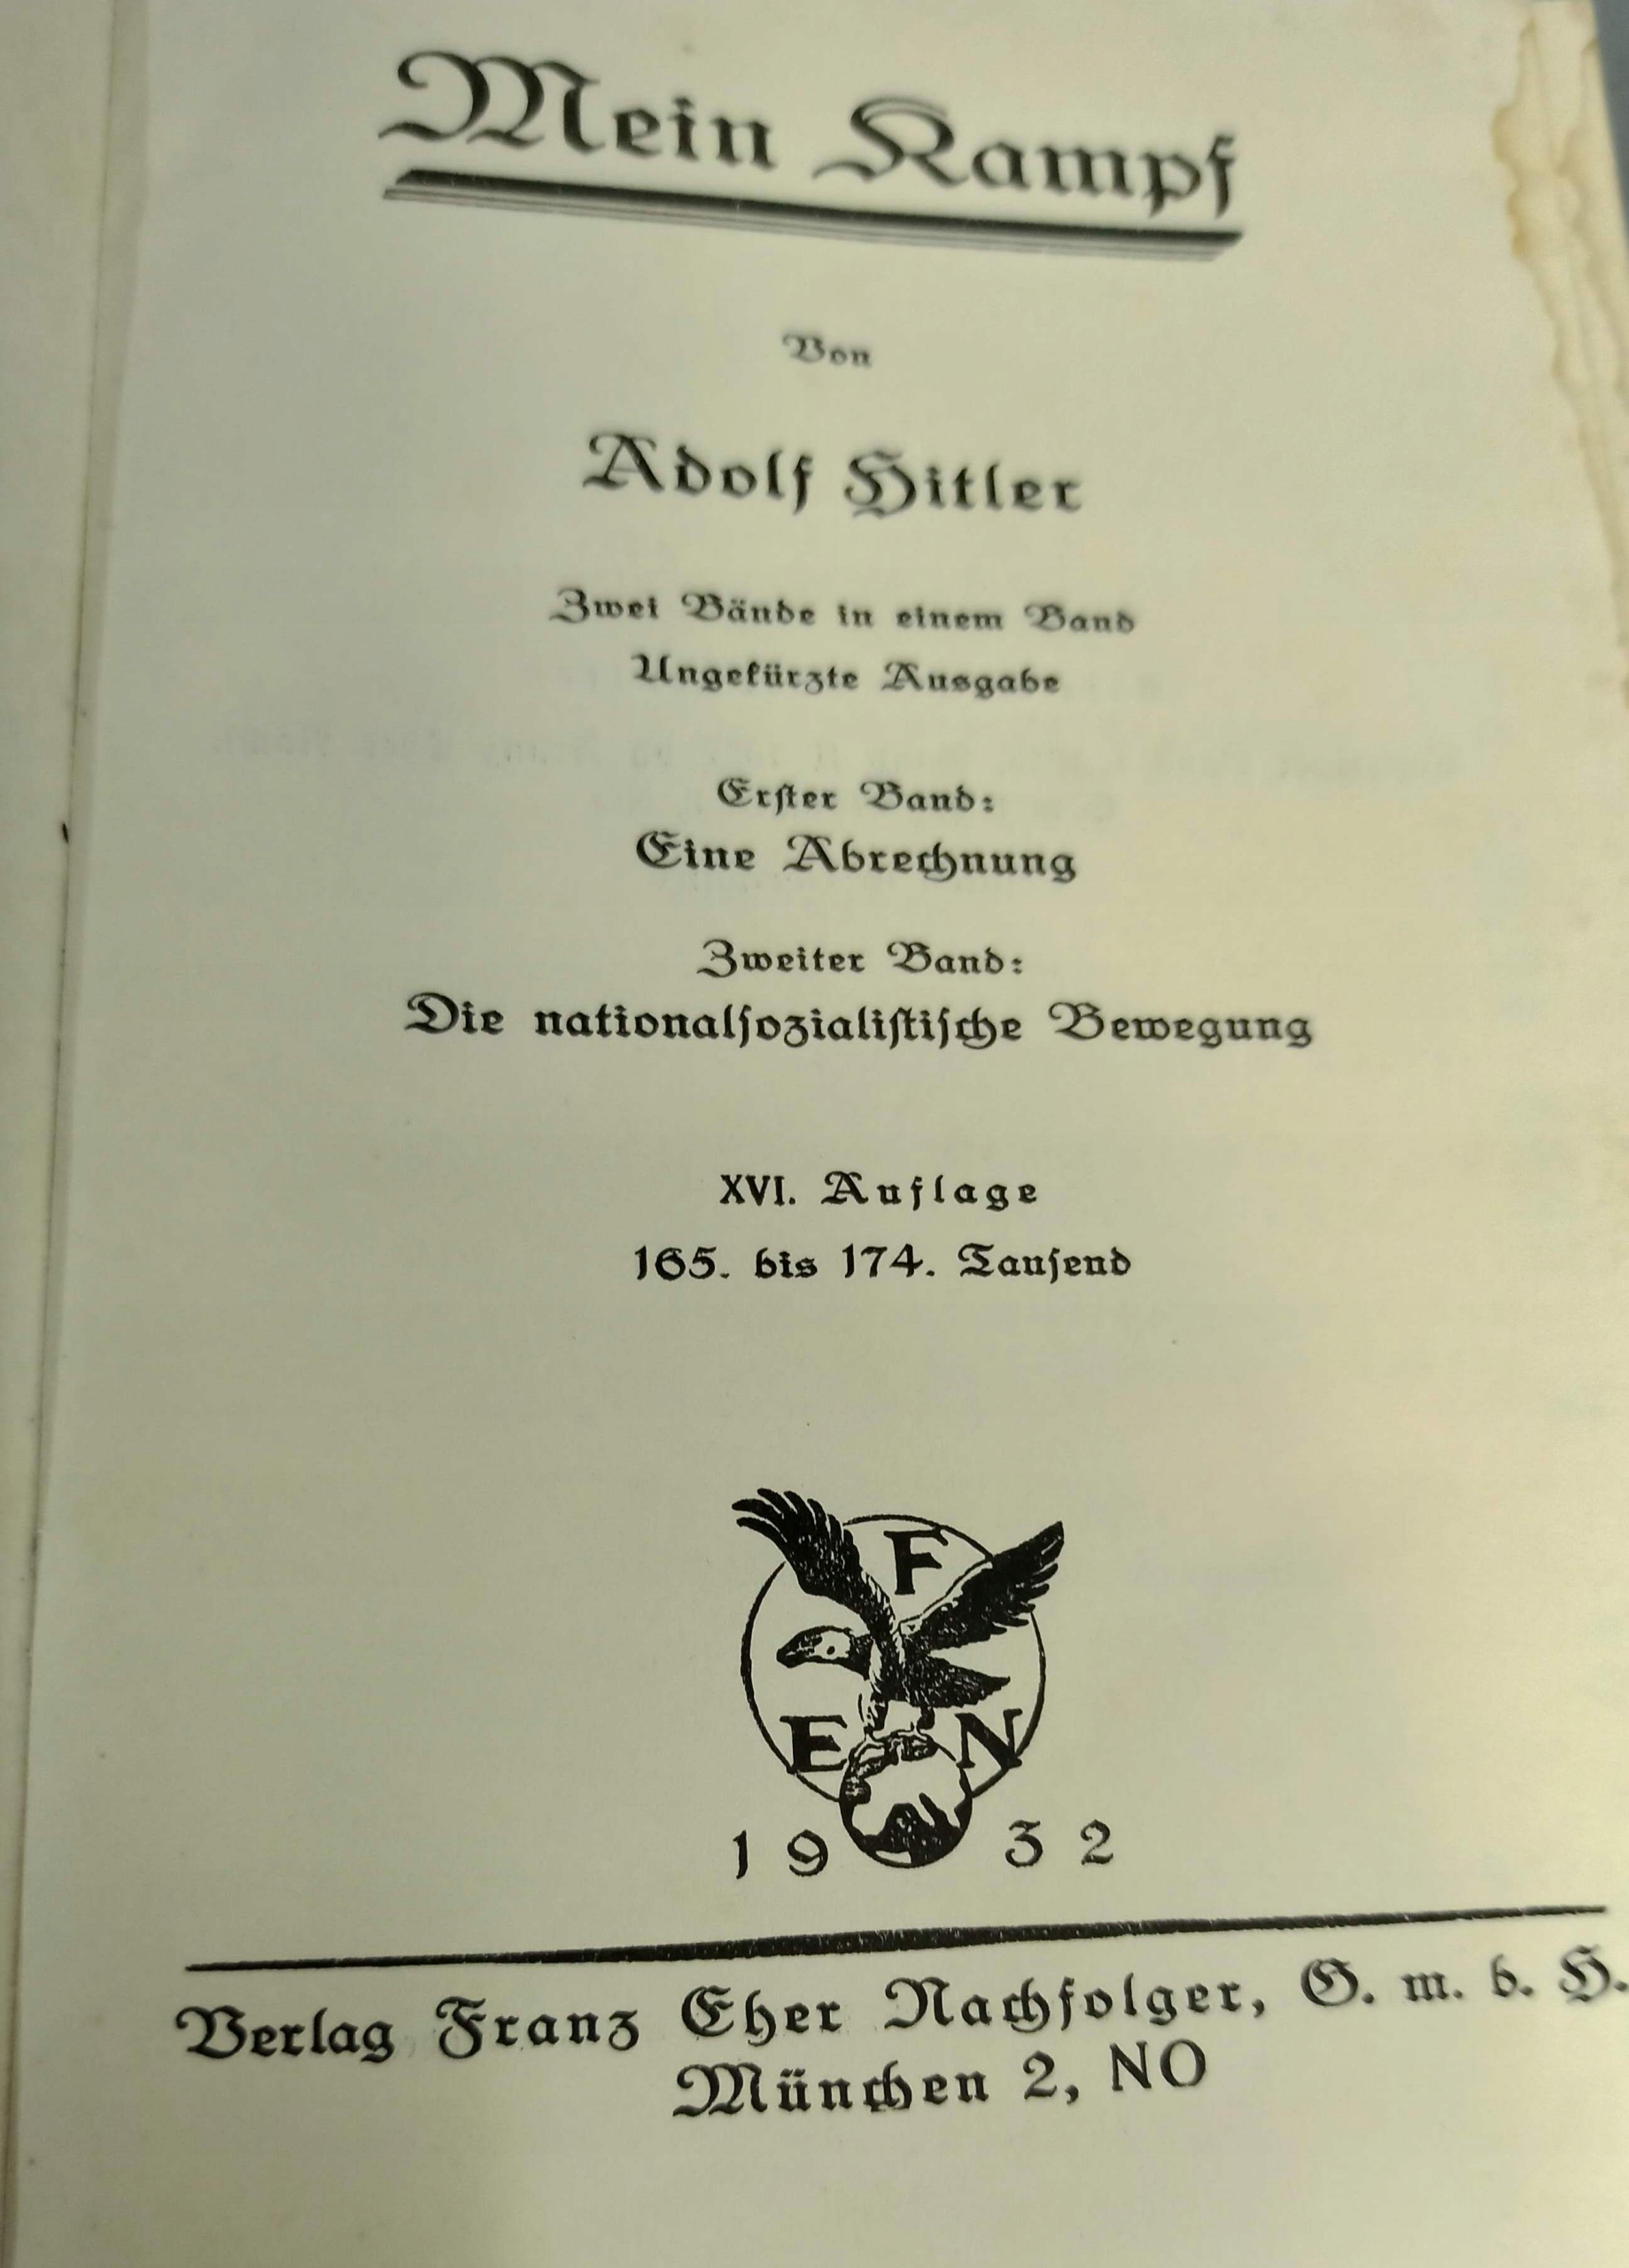 Mein Kampf
Von
Adolf Hitler
Zwei Bände in einem Band
Ungekürzte Ausgabe
Erster Band:
Eine Abrechnung
Zweiter Band:
Die nationalsozialistische Bewegung
XVI. Auflage
165. bis 174. Tausend
F
E N
1932
Verlag Franz Eher Nachfolger, G. m. b. H.
München 2, NO